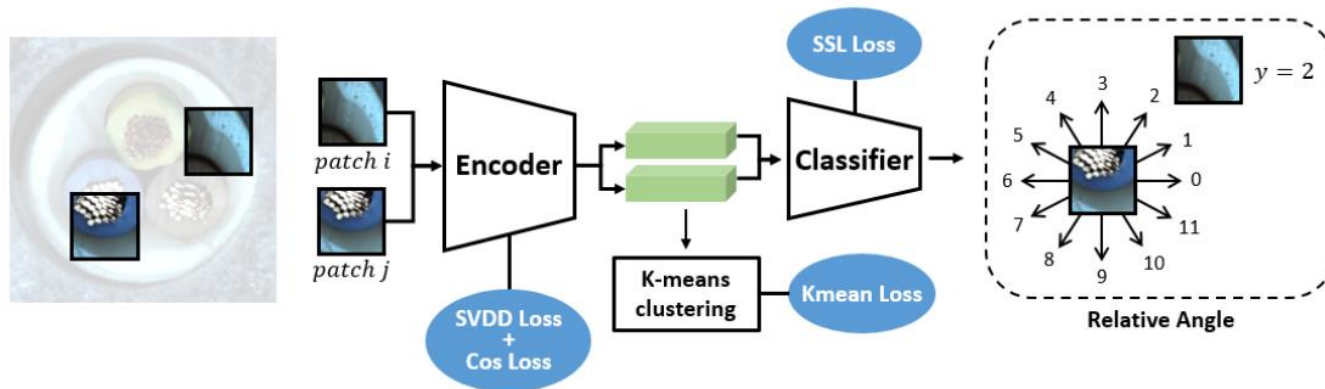 patch i
patch j
Encoder
SVDD Loss
+
Cos Loss
K-means
clustering
Kmean Loss
SSL Loss
Classifier
y = 2
3
4
2
5
1
6
0
7
11
8
10
9
Relative Angle